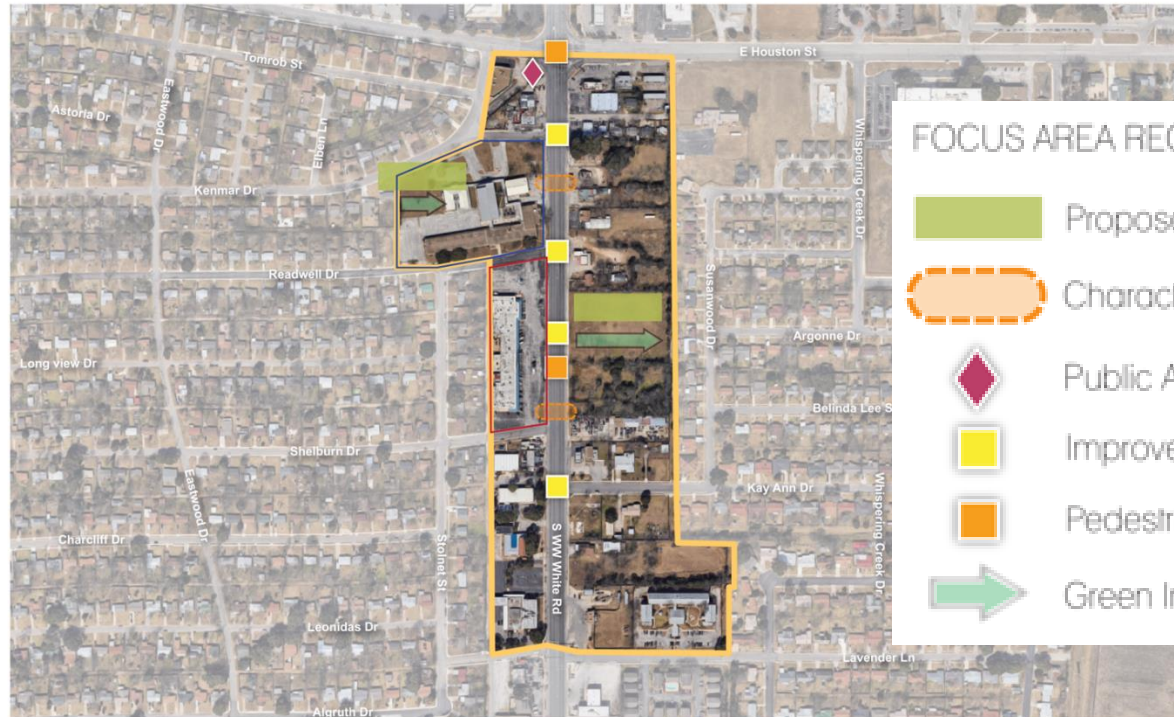 E Houston St
Tomrob St
Eastwood Dr
Astoria Dr
Elben Ln
Whispering Creek Dr
Kenmar Dr
Readwell Dr
Susanwood Dr
Argonne Dr
Long view Dr
Belinda Lee S
Shelburn Dr
Kay Ann Dr
Eastwood Dr
Whispering Creek Dr
Charcliff Dr
Stolnet St
S WW White Rd
Leonidas Dr
Lavender Ln
Algruth Dr
FOCUS AREA REC
Propose
Charac
Public A
Improve
Pedestr
Green In